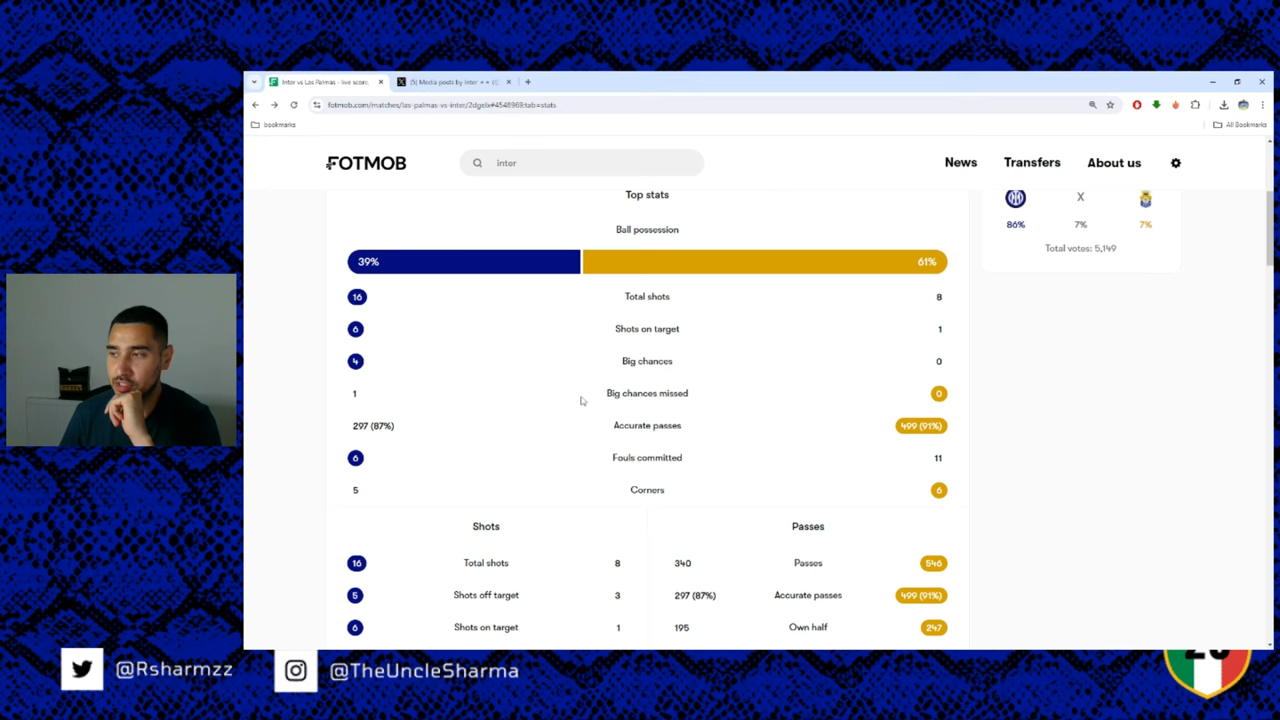 Inter vs Las Palmas - live score,
(5) Media posts by Inter
fotmob.com/matches/las-palmas-vs-inter/2dgelx#4548969:tab=stats
bookmarks
All Bookmarks
FOTMOB
inter
News
Transfers
About us
Top stats
X
86%
7%
7%
Total votes: 5,149
Ball possession
39%
61%
16 Total shots 8
6 Shots on target 1
4 Big chances 0
1 Big chances missed 0
297 (87%) Accurate passes 499 (91%)
6 Fouls committed 11
5 Corners 6
Shots
Passes
16 Total shots 8
340 Passes 546
5 Shots off target 3
297 (87%) Accurate passes 499 (91%)
6 Shots on target 1
195 Own half 247
@Rsharmzz
@TheUncleSharma